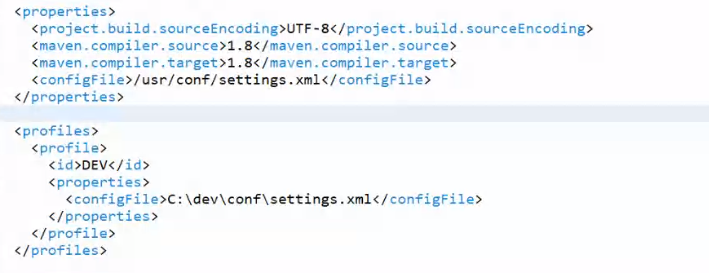 <properties>
<project.build.sourceEncoding>UTF-8</project.build.sourceEncoding>
<maven.compiler.source>1.8</maven.compiler.source>
<maven.compiler.target>1.8</maven.compiler.target>
<configFile>/usr/conf/settings.xml</configFile>
</properties>
<profiles>
<profile>
<id>DEV</id>
<properties>
<configFile>C:\dev\conf\settings.xml</configFile>
</properties>
</profile>
</profiles>